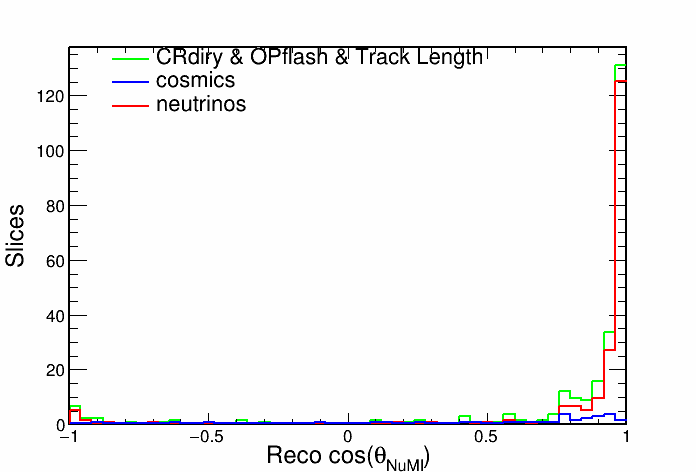 CRdiry & OPflash & Track Length
cosmics
neutrinos
120
100
80
60
40
20
0
Slices
−1 −0.5 0 0.5 1
Reco cos(θNuMI)